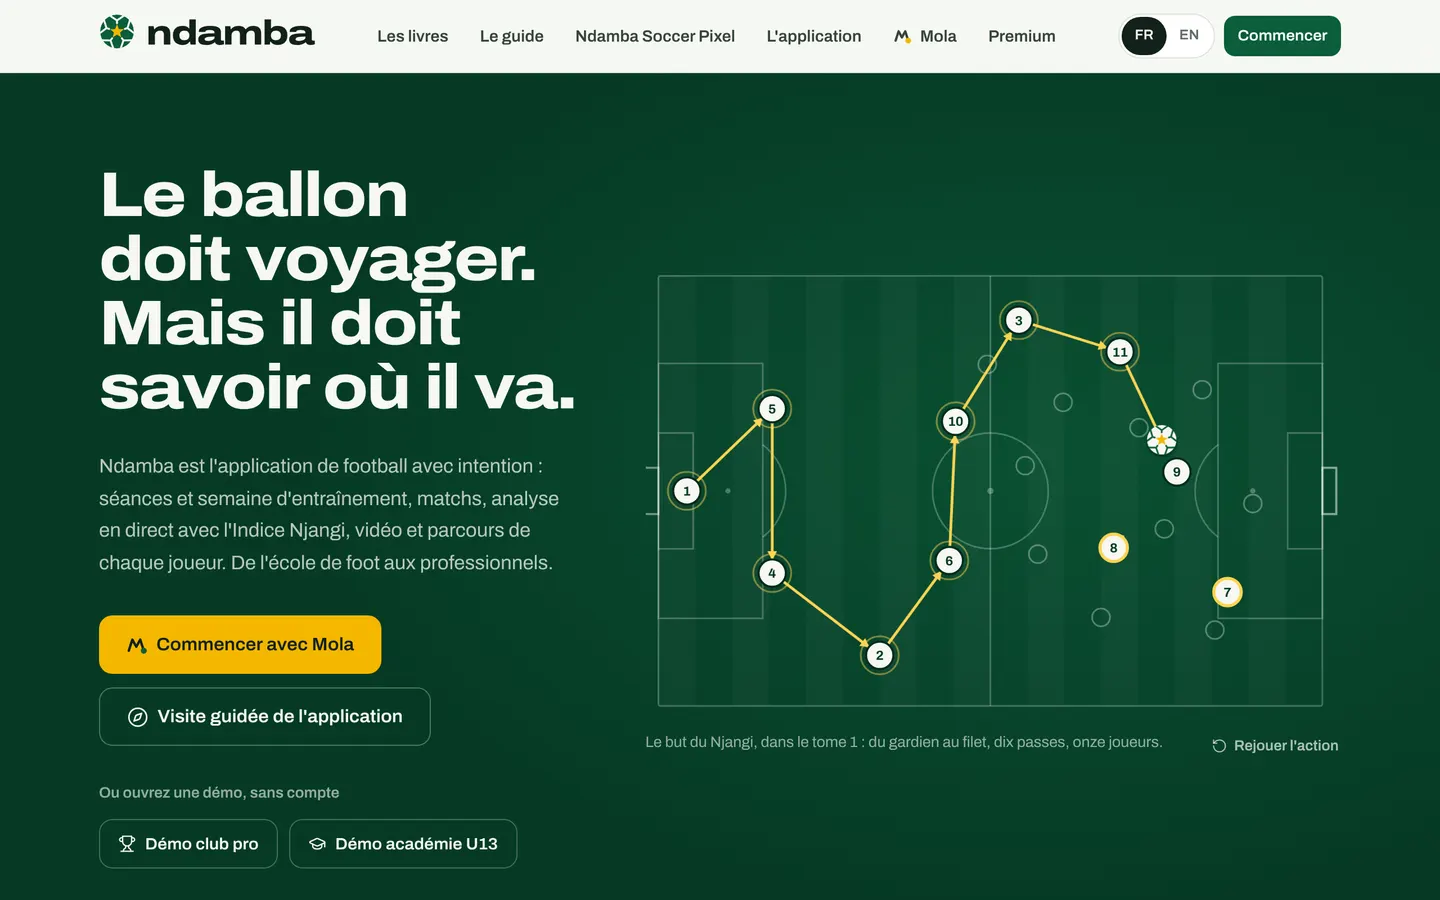 ndamba
Les livres
Le guide
Ndamba Soccer Pixel
L'application
Mola
Premium
FR
EN
Commencer
Le ballon
doit voyager.
Mais il doit
savoir où il va.
Ndamba est l'application de football avec intention :
séances et semaine d'entraînement, matchs, analyse
en direct avec l'Indice Njangi, vidéo et parcours de
chaque joueur. De l'école de foot aux professionnels.
Commencer avec Mola
Visite guidée de l'application
Ou ouvrez une démo, sans compte
Démo club pro
Démo académie U13
3
11
5
10
9
1
8
6
4
7
2
Le but du Njangi, dans le tome 1 : du gardien au filet, dix passes, onze joueurs.
Rejouer l'action